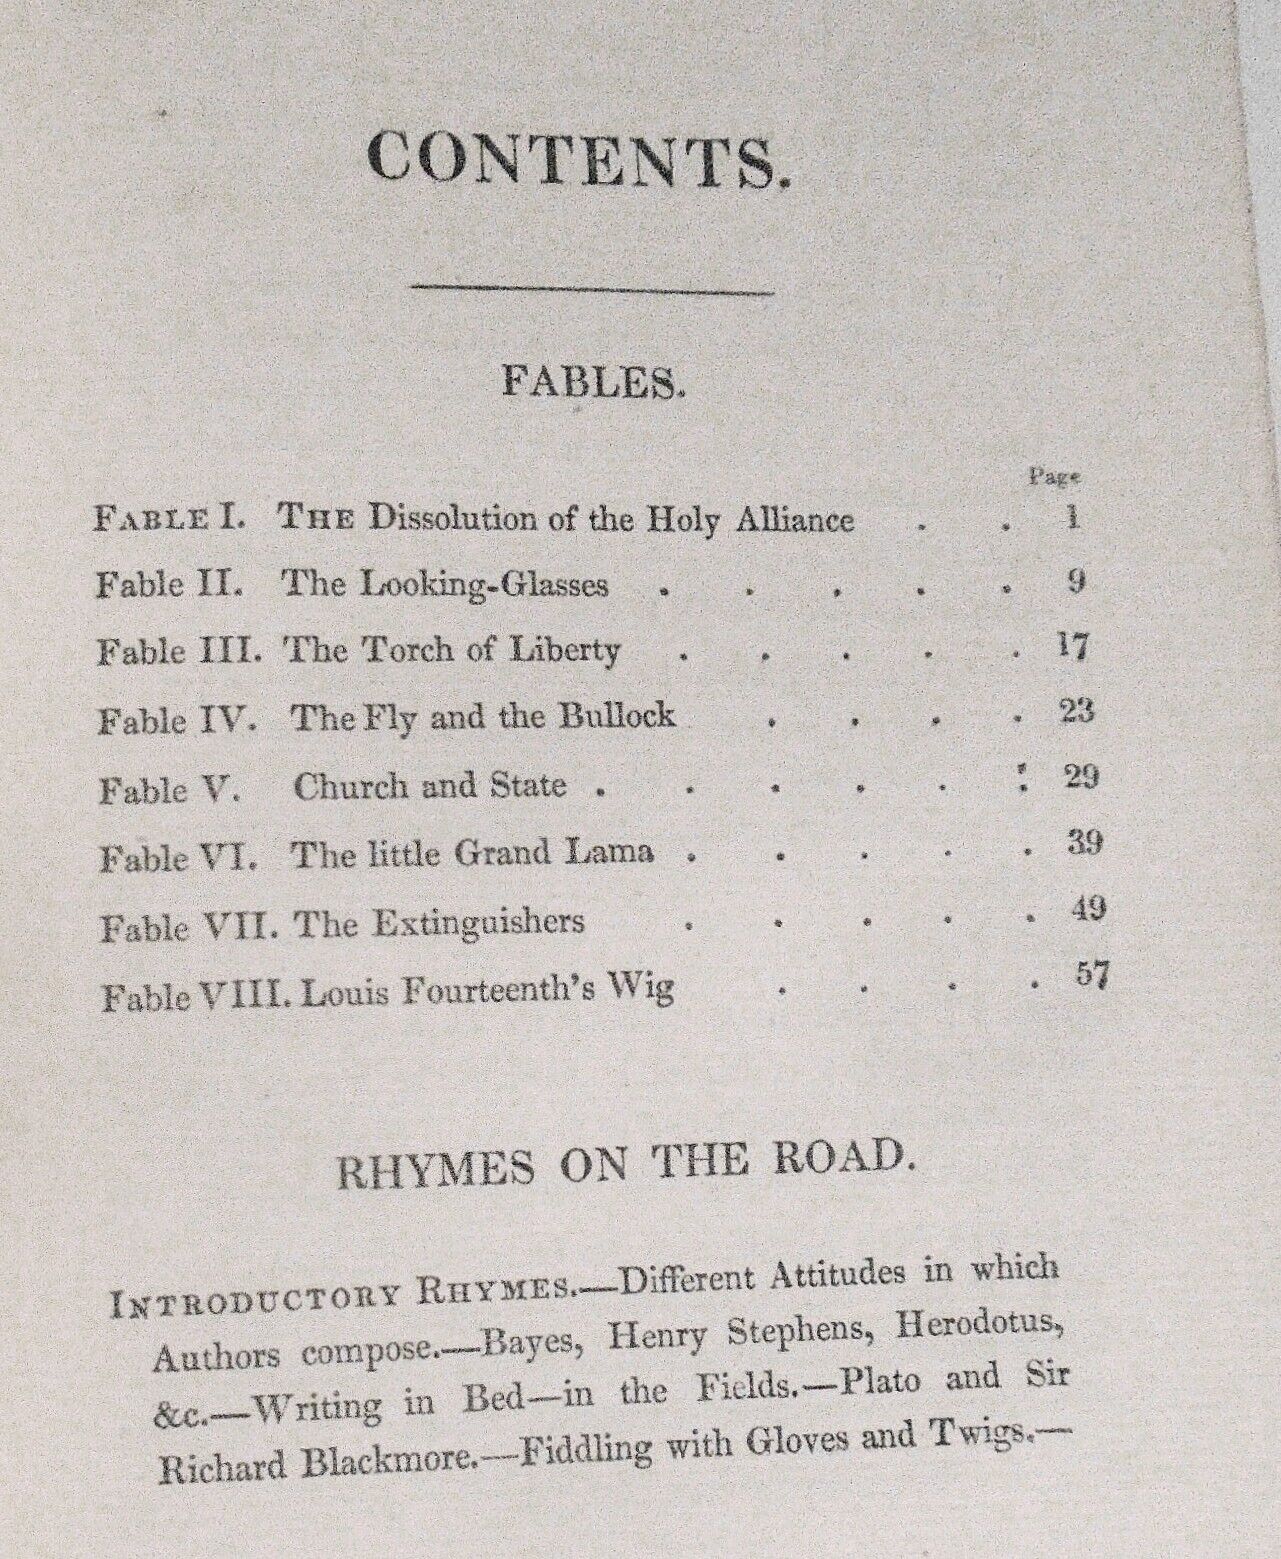 CONTENTS.
FABLES.
Page
FABLE I. THE Dissolution of the Holy Alliance . . 1
Fable II. The Looking-Glasses . . . . . 9
Fable III. The Torch of Liberty . . . . . 17
Fable IV. The Fly and the Bullock . . . . 23
Fable V. Church and State . . . . . : 29
Fable VI. The little Grand Lama . . . . . 39
Fable VII. The Extinguishers . . . . . 49
Fable VIII. Louis Fourteenth's Wig . . . . 57
RHYMES ON THE ROAD.
INTRODUCTORY RHYMES.—Different Attitudes in which
Authors compose.—Bayes, Henry Stephens, Herodotus,
&c.—Writing in Bed—in the Fields.—Plato and Sir
Richard Blackmore.—Fiddling with Gloves and Twigs.—